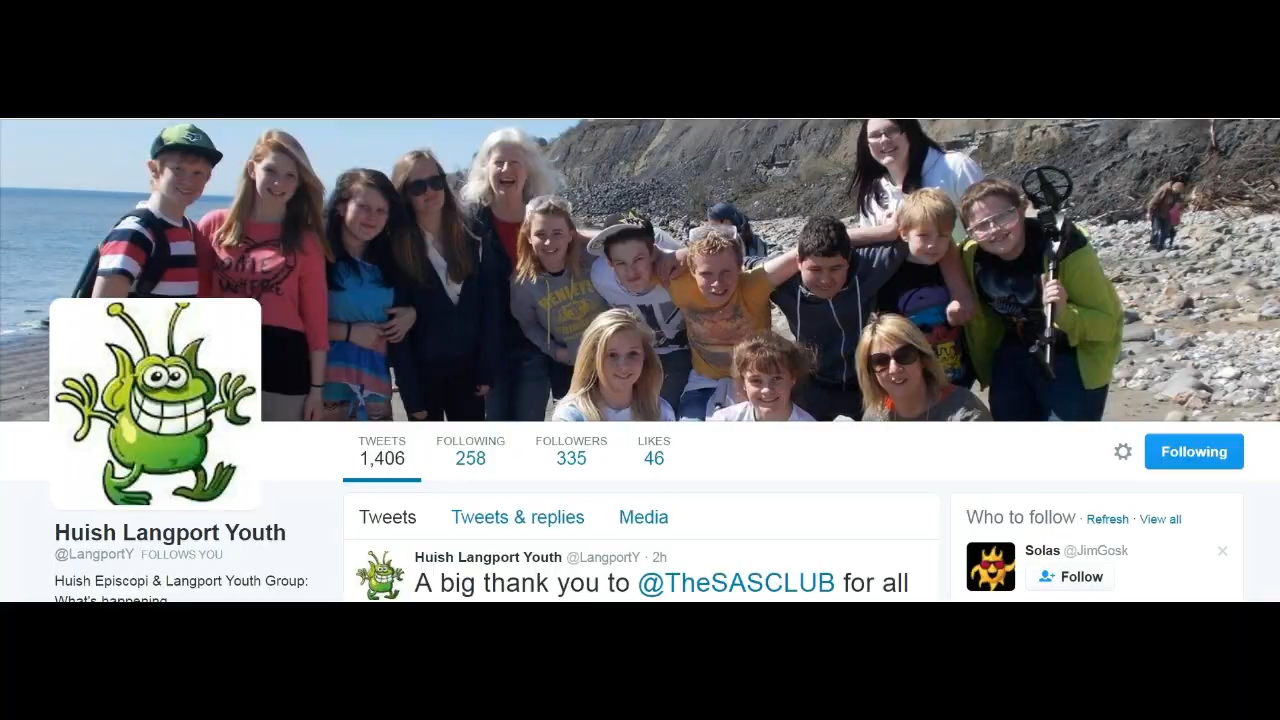 TWEETS FOLLOWING FOLLOWERS LIKES
1,406 258 335 46
Following
Huish Langport Youth
@LangportY FOLLOWS YOU
Huish Episcopi & Langport Youth Group:
What's happening
Tweets Tweets & replies Media
Huish Langport Youth @LangportY · 2h
A big thank you to @TheSASCLUB for all
Who to follow · Refresh · View all
Solas @JimGosk
Follow